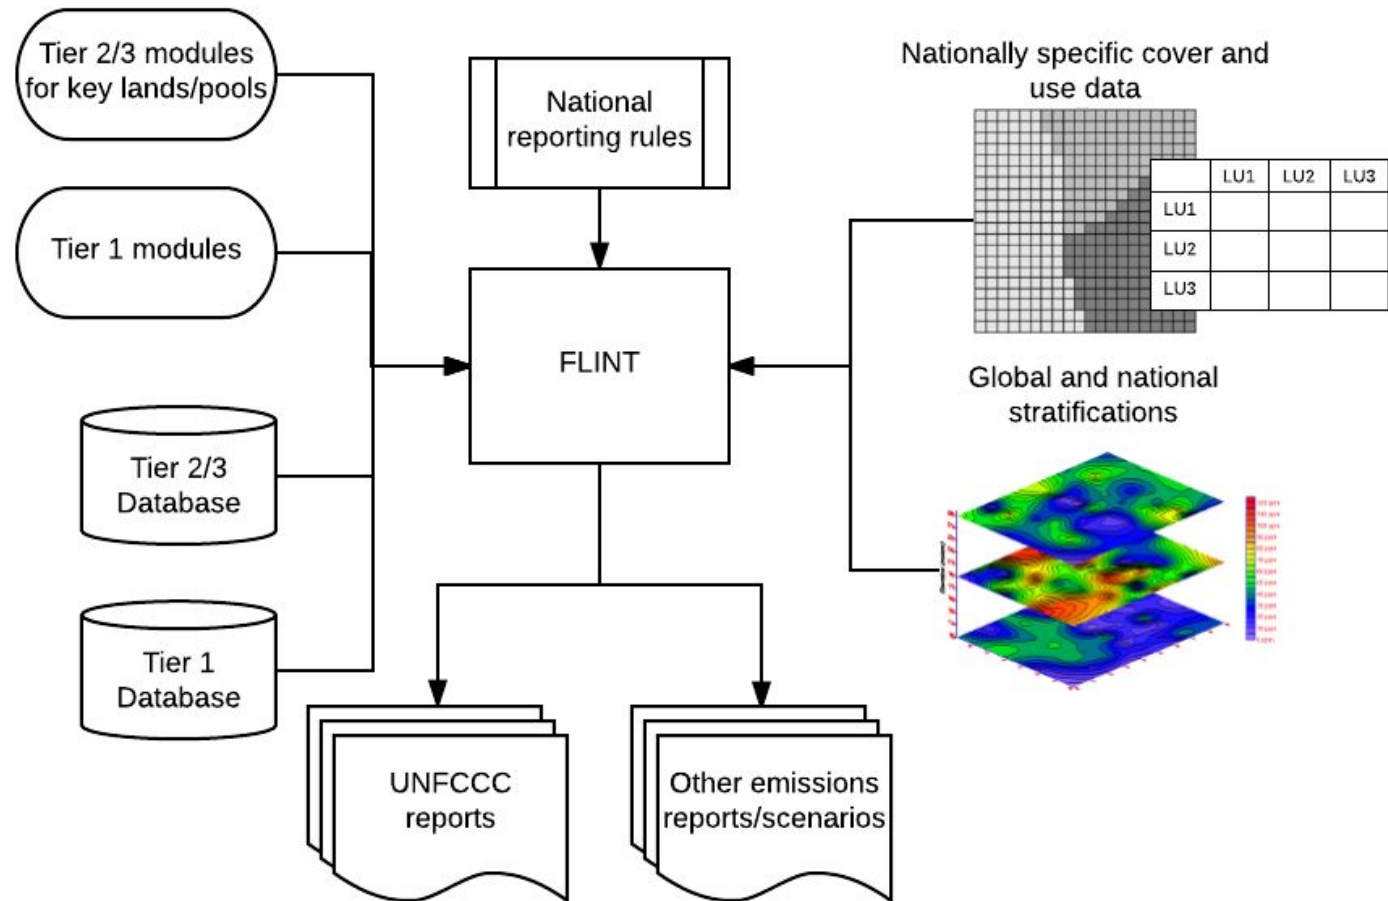 Tier 2/3 modules
for key lands/pools
National
reporting rules
Nationally specific cover and
use data
LU1 LU2 LU3
LU1
LU2
LU3
Tier 1 modules
FLINT
Global and national
stratifications
Tier 2/3
Database
Tier 1
Database
UNFCCC
reports
Other emissions
reports/scenarios